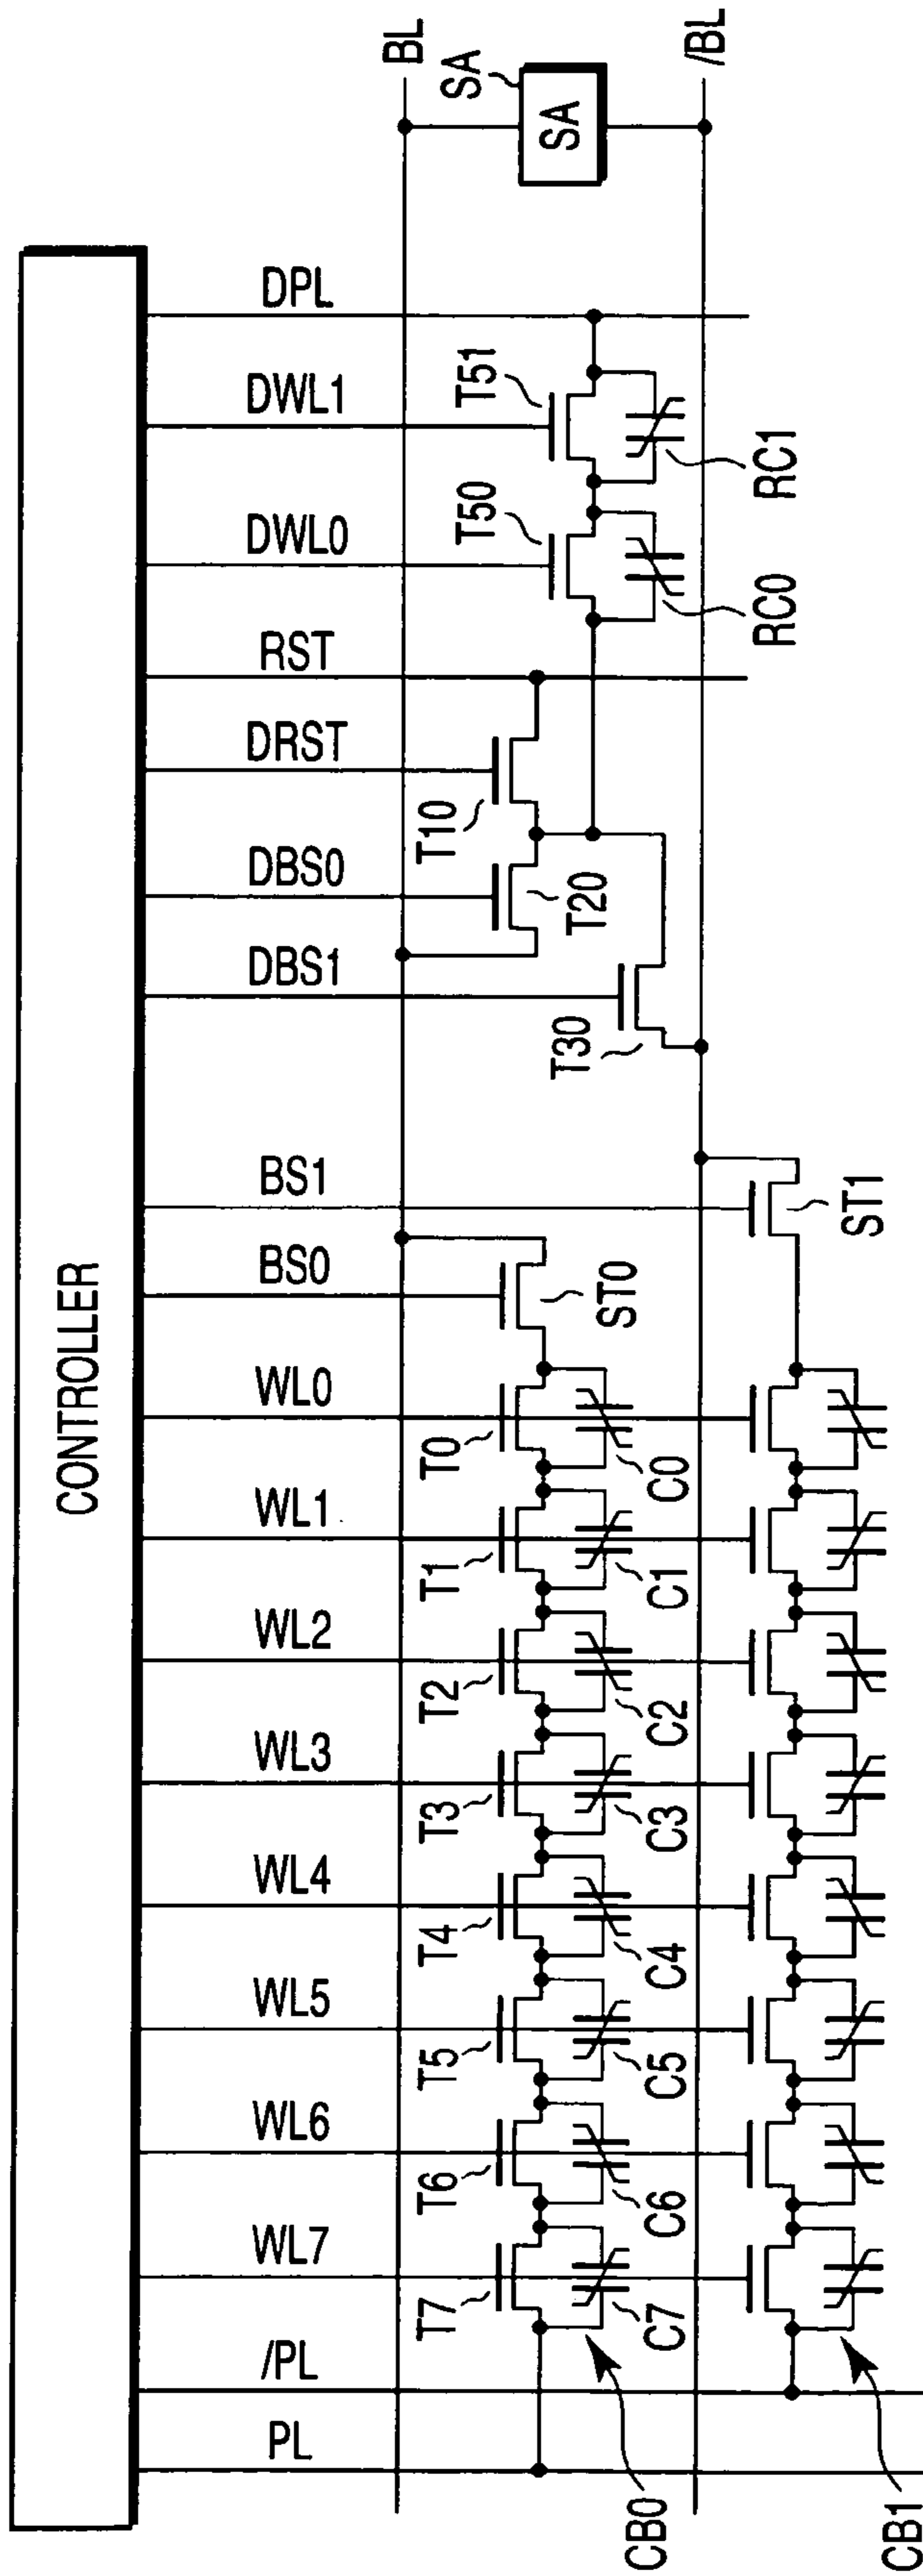 CONTROLLER
PL
/PL
WL7
WL6
WL5
WL4
WL3
WL2
WL1
WL0
BS0
BS1
DBS1
DBS0
DRST
RST
DWL0
DWL1
DPL
BL
SA
SA
/BL
T7
T6
T5
T4
T3
T2
T1
T0
ST0
C7
C6
C5
C4
C3
C2
C1
C0
CB0
T10
T20
T30
T50
T51
RC0
RC1
ST1
CB1